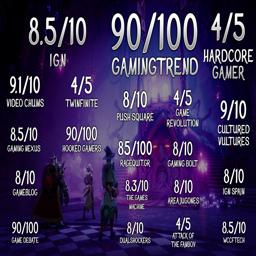 8.5/10
IGN
90/100
GAMINGTREND
4/5
HARDCORE
GAMER
9.1/10
VIDEO CHUMS
4/5
TWINFINITE
8/10
PUSH SQUARE
4/5
GAME
REVOLUTION
9/10
CULTURED
VULTURES
8.5/10
GAMING NEXUS
90/100
HOOKED GAMERS
85/100
RAGEQUITGR
8/10
GAMING BOLT
8/10
GAMEBLOG
8.3/10
THE GAMES
MACHINE
8/10
AREAJUGONES
8/10
IGN SPAIN
90/100
GAME DEBATE
8/10
DUALSHOCKERS
4/5
ATTACK OF
THE FANBOY
8.5/10
WCCFTECH